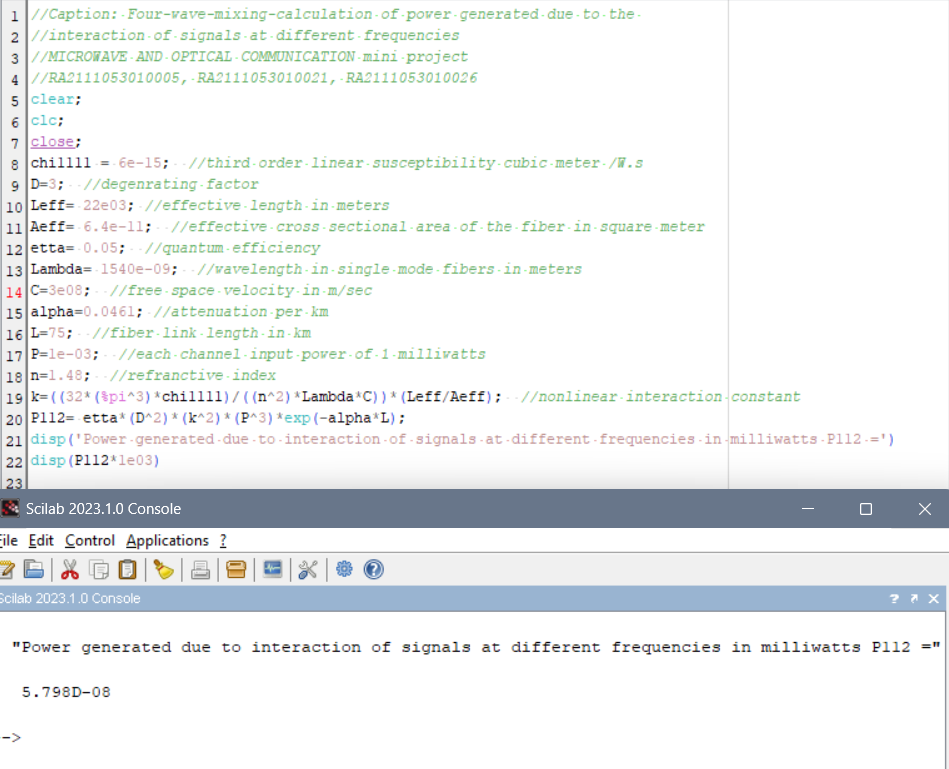 1 //Caption: Four-wave-mixing-calculation of power generated due to the
2 //interaction of signals at different frequencies
3 //MICROWAVE AND OPTICAL COMMUNICATION mini project
4 //RA2111053010005, RA2111053010021, RA2111053010026
5 clear;
6 clc;
7 close;
8 chi1111 = 6e-15; //third order linear susceptibility cubic meter /W.s
9 D=3; //degenrating factor
10 Leff= 22e03; //effective length in meters
11 Aeff= 6.4e-11; //effective cross sectional area of the fiber in square meter
12 etta= 0.05; //quantum efficiency
13 Lambda= 1540e-09; //wavelength in single mode fibers in meters
14 C=3e08; //free space velocity in m/sec
15 alpha=0.0461; //attenuation per km
16 L=75; //fiber link length in km
17 P=1e-03; //each channel input power of 1 milliwatts
18 n=1.48; //refranctive index
19 k=((32*(%pi^3)*chi1111)/((n^2)*Lambda*C))*(Leff/Aeff); //nonlinear interaction constant
20 P112= etta*(D^2)*(k^2)*(P^3)*exp(-alpha*L);
21 disp('Power generated due to interaction of signals at different frequencies in milliwatts P112 =')
22 disp(P112*1e03)
23
Scilab 2023.1.0 Console
File Edit Control Applications ?
Scilab 2023.1.0 Console
"Power generated due to interaction of signals at different frequencies in milliwatts P112 ="
5.798D-08
-->